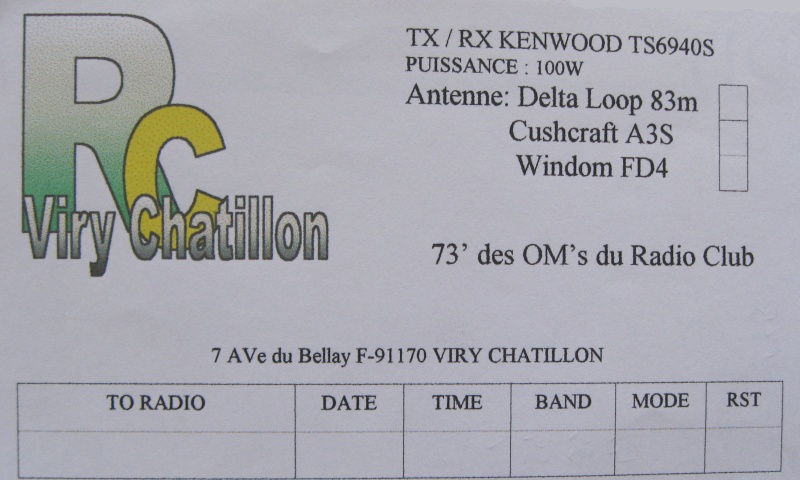 RC
Viry Chatillon
TX / RX KENWOOD TS6940S
PUISSANCE : 100W
Antenne: Delta Loop 83m
Cushcraft A3S
Windom FD4
73' des OM's du Radio Club
7 AVe du Bellay F-91170 VIRY CHATILLON
TO RADIO DATE TIME BAND MODE RST